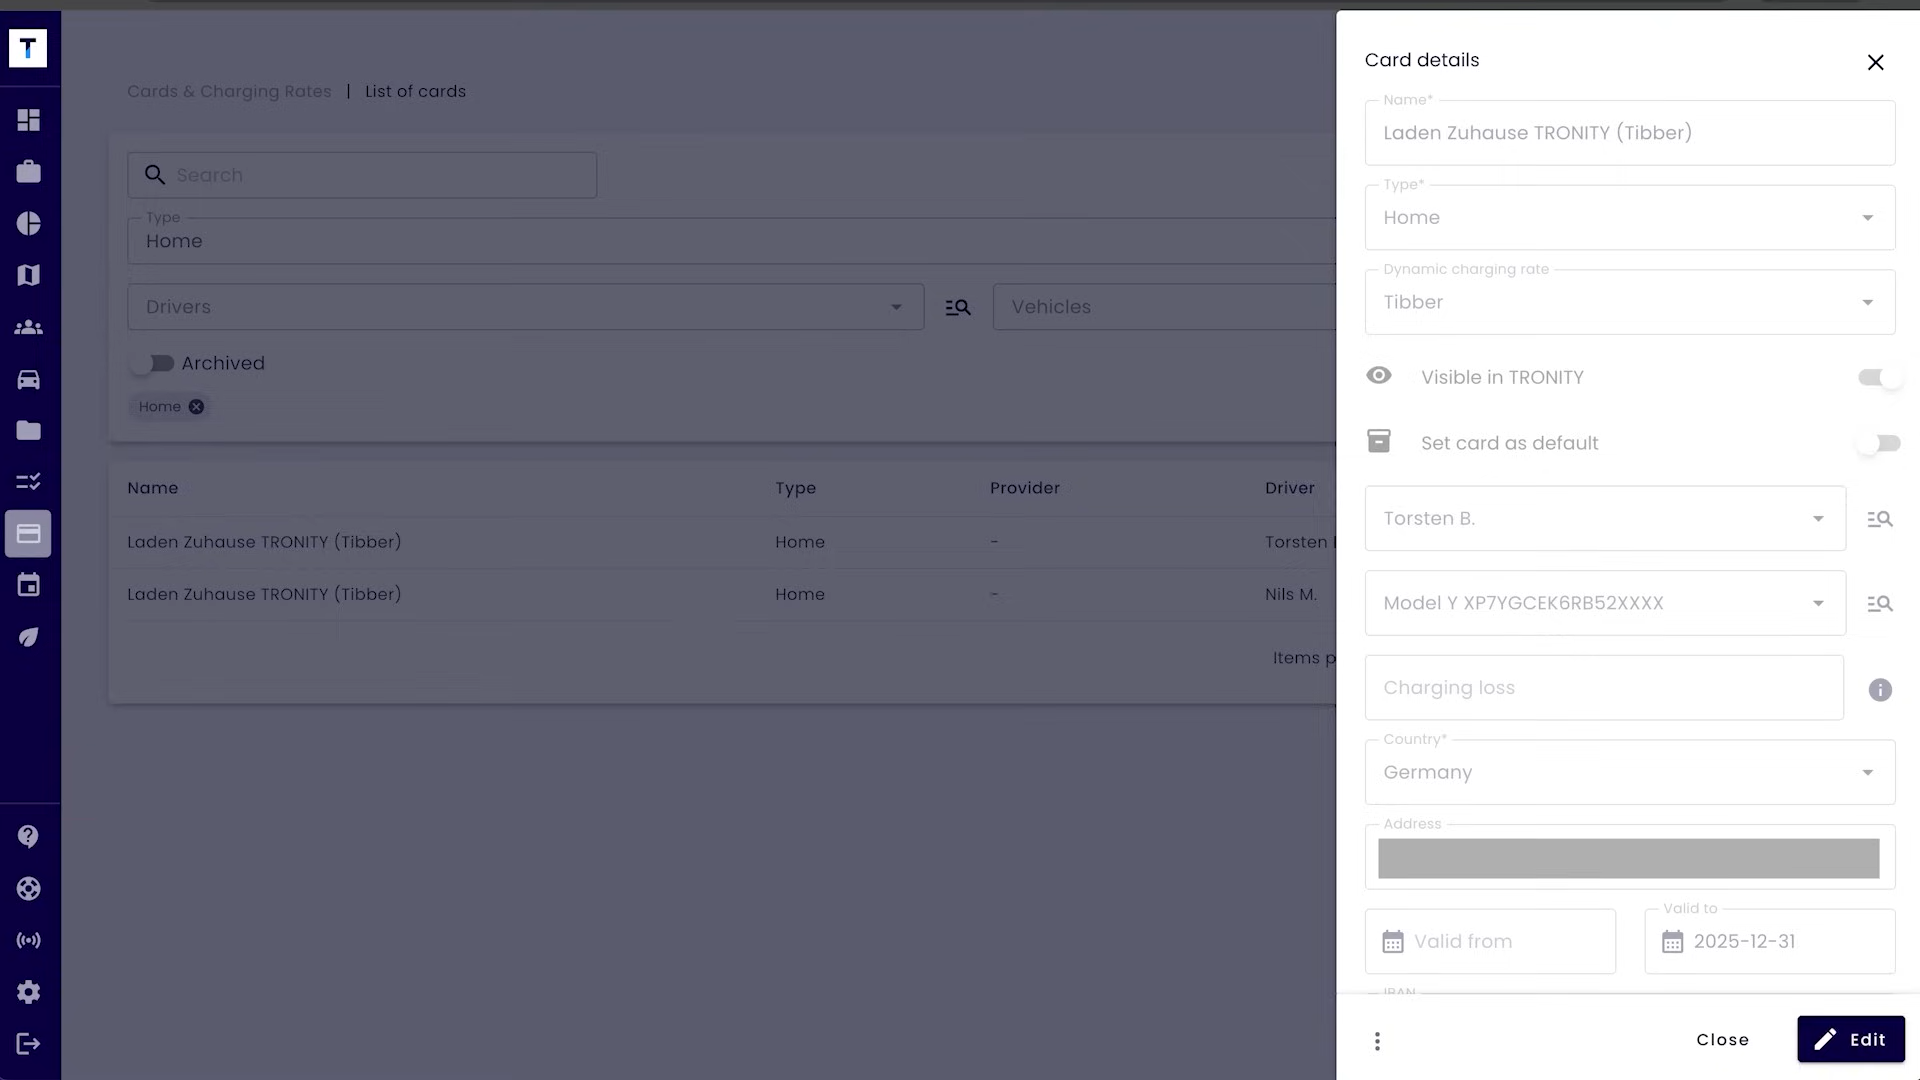 T
Cards & Charging Rates | List of cards
Search
Type
Home
Drivers
Vehicles
Archived
Home
Name Type Provider Driver
Laden Zuhause TRONITY (Tibber) Home - Torsten
Laden Zuhause TRONITY (Tibber) Home - Nils M.
Items p
Card details
Name*
Laden Zuhause TRONITY (Tibber)
Type*
Home
Dynamic charging rate
Tibber
Visible in TRONITY
Set card as default
Torsten B.
Model Y XP7YGCEK6RB52XXXX
Charging loss
Country*
Germany
Address
Valid from
Valid to
2025-12-31
IBAN
Close
Edit